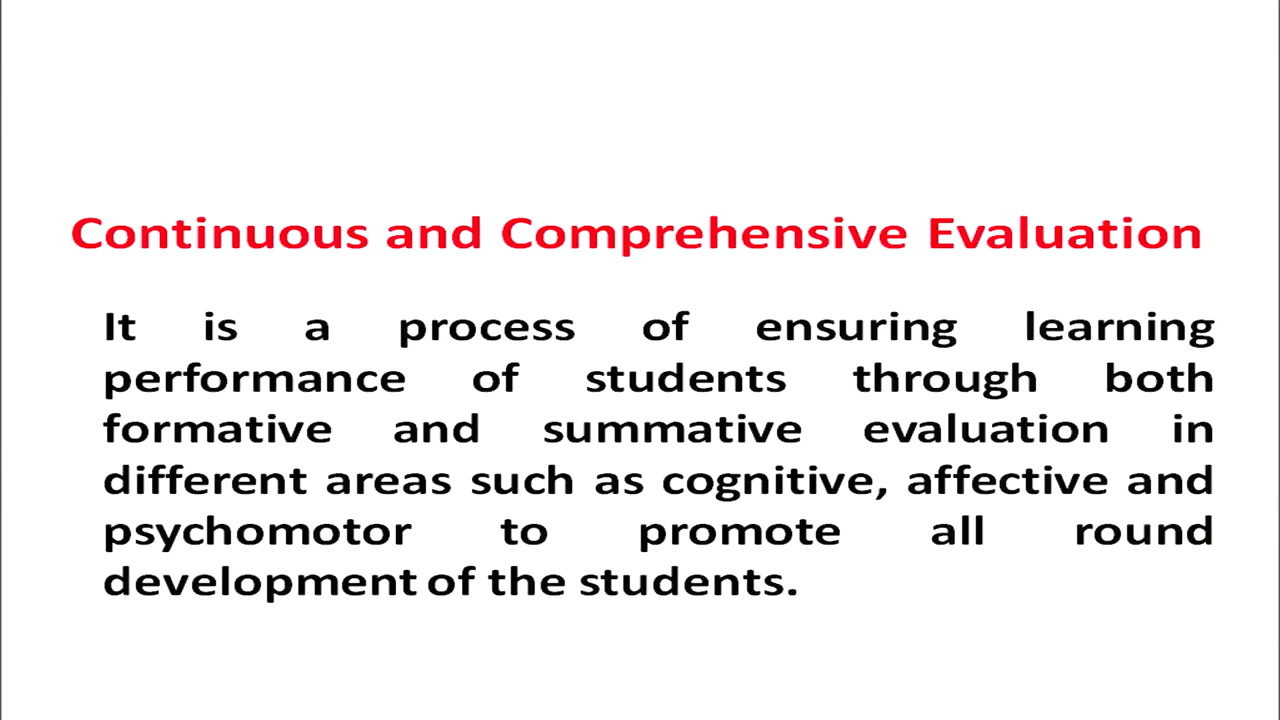 Continuous and Comprehensive Evaluation
It is a process of ensuring learning
performance of students through both
formative and summative evaluation in
different areas such as cognitive, affective and
psychomotor to promote all round
development of the students.